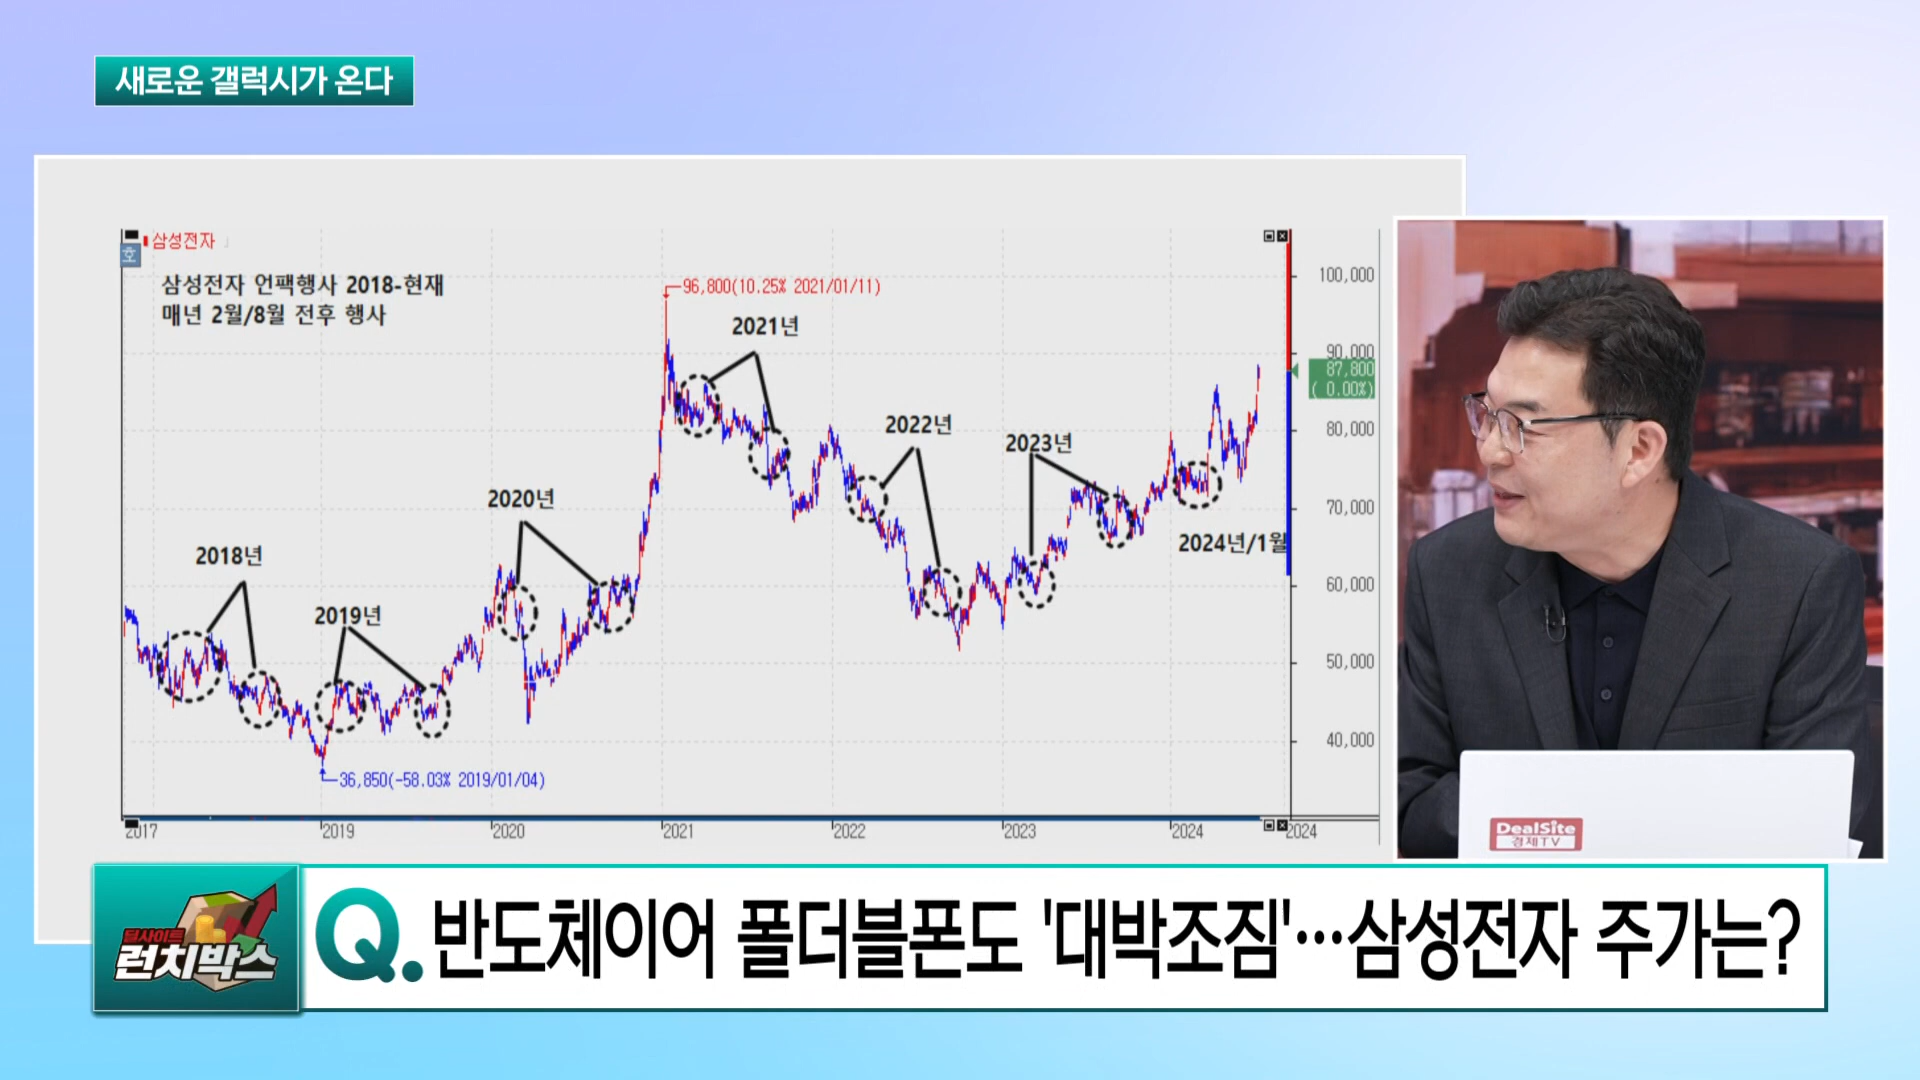 새로운 갤럭시가 온다
호
삼성전자
삼성전자 언팩행사 2018-현재
매년 2월/8월 전후 행사
96,800(10.25% 2021/01/11)
2021년
2022년
2023년
2020년
2018년
2019년
2024년/1월
36,850(-58.03% 2019/01/04)
100,000
90,000
87,800
( 0.00%)
80,000
70,000
60,000
50,000
40,000
2017
2019
2020
2021
2022
2023
2024
2024
DealSite
경제TV
딜사이트
런치박스
Q. 반도체이어 폴더블폰도 '대박조짐'…삼성전자 주가는?